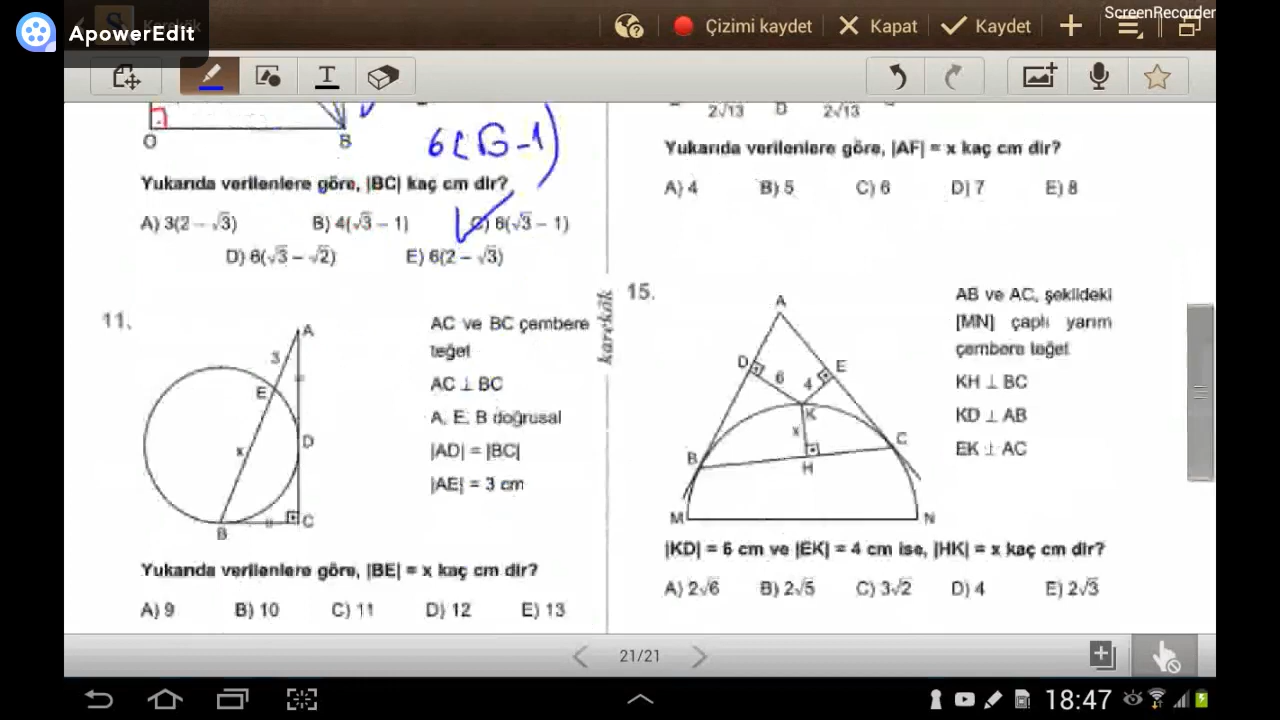 ScreenRecorder
ApowerEdit
Çizimi kaydet
Kapat
Kaydet
T
O
B
6(√3-1)
Yukarıda verilenlere göre, |BC| kaç cm dir?
A) 3(2 – √3)
B) 4(√3 – 1)
C) 6(√3 – 1)
D) 6(√3 – √2)
E) 6(2 – √3)
11.
A
3
E
x
D
B
C
AC ve BC çembere
teğet
AC ⊥ BC
A, E, B doğrusal
|AD| = |BC|
|AE| = 3 cm
Yukarıda verilenlere göre, |BE| = x kaç cm dir?
A) 9
B) 10
C) 11
D) 12
E) 13
karekök
2√13
2√13
Yukarıda verilenlere göre, |AF| = x kaç cm dir?
A) 4
B) 5
C) 6
D) 7
E) 8
15.
A
D
6
4
E
K
x
B
H
C
M
N
AB ve AC, şekildeki
[MN] çaplı yarım
çembere teğet
KH ⊥ BC
KD ⊥ AB
EK ⊥ AC
|KD| = 6 cm ve |EK| = 4 cm ise, |HK| = x kaç cm dir?
A) 2√6
B) 2√5
C) 3√2
D) 4
E) 2√3
21/21
18:47